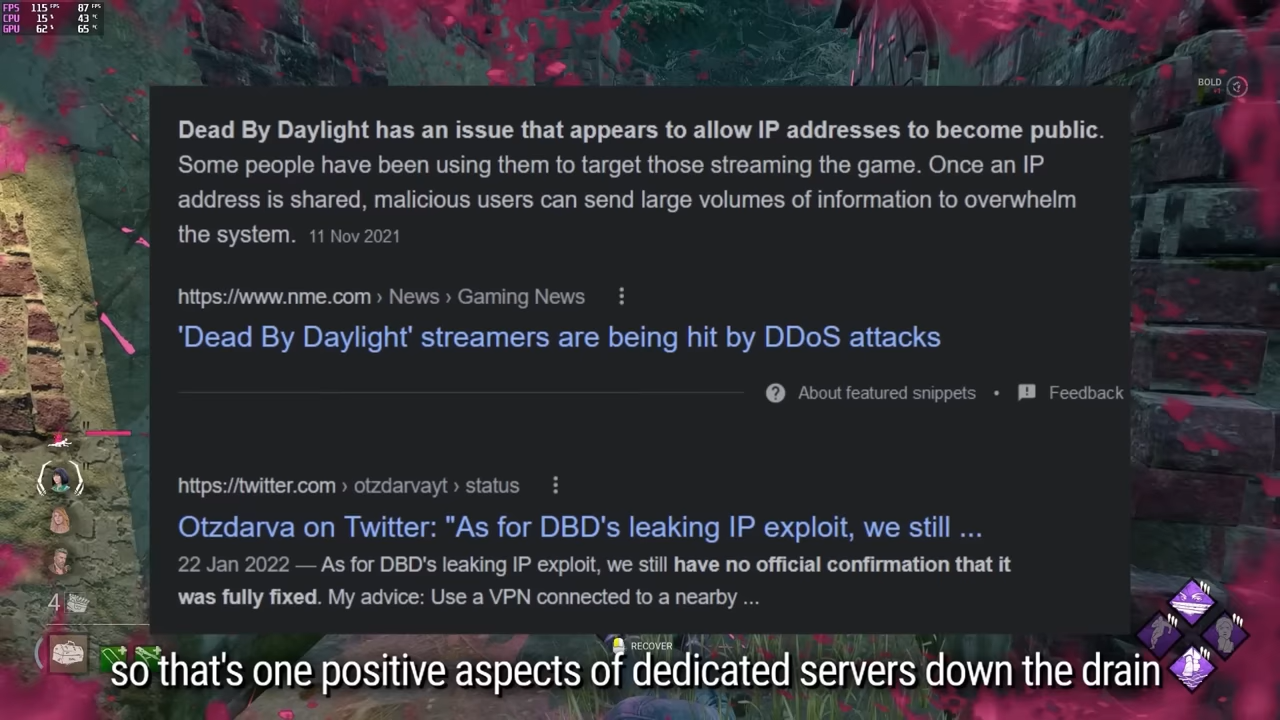 FPS 115 FPS 87 FPS
CPU 15 % 43 °C
GPU 62 % 65 °C
BOLD
Dead By Daylight has an issue that appears to allow IP addresses to become public.
Some people have been using them to target those streaming the game. Once an IP
address is shared, malicious users can send large volumes of information to overwhelm
the system. 11 Nov 2021
https://www.nme.com › News › Gaming News
'Dead By Daylight' streamers are being hit by DDoS attacks
About featured snippets • Feedback
https://twitter.com › otzdarvayt › status
Otzdarva on Twitter: "As for DBD's leaking IP exploit, we still ...
22 Jan 2022 — As for DBD's leaking IP exploit, we still have no official confirmation that it
was fully fixed. My advice: Use a VPN connected to a nearby ...
4
RECOVER
so that's one positive aspects of dedicated servers down the drain